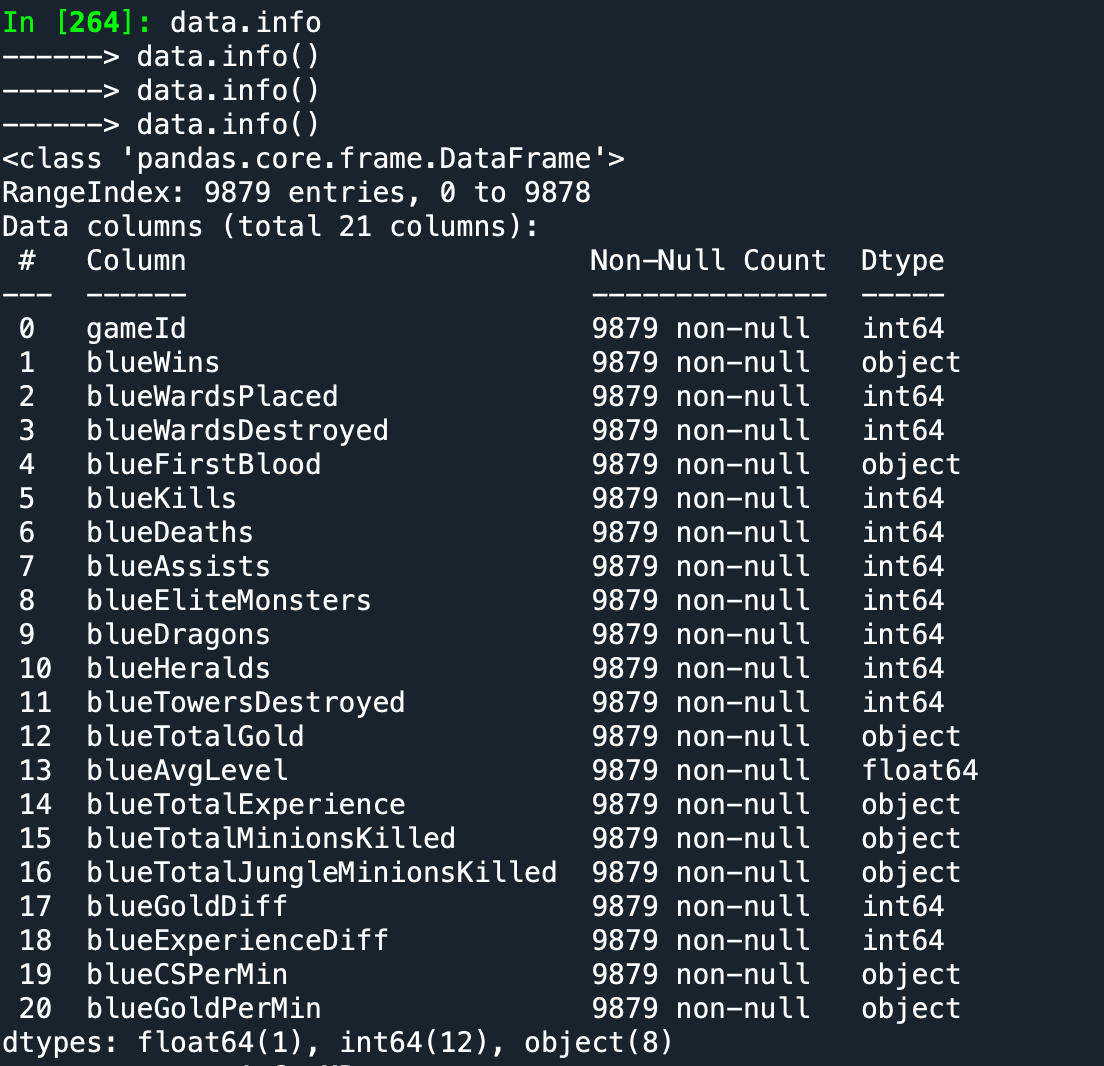 In [264]: data.info
------> data.info()
------> data.info()
------> data.info()
<class 'pandas.core.frame.DataFrame'>
RangeIndex: 9879 entries, 0 to 9878
Data columns (total 21 columns):
 #   Column                        Non-Null Count  Dtype
---  ------                        --------------  -----
 0   gameId                        9879 non-null   int64
 1   blueWins                      9879 non-null   object
 2   blueWardsPlaced               9879 non-null   int64
 3   blueWardsDestroyed            9879 non-null   int64
 4   blueFirstBlood                9879 non-null   object
 5   blueKills                     9879 non-null   int64
 6   blueDeaths                    9879 non-null   int64
 7   blueAssists                   9879 non-null   int64
 8   blueEliteMonsters             9879 non-null   int64
 9   blueDragons                   9879 non-null   int64
 10  blueHeralds                   9879 non-null   int64
 11  blueTowersDestroyed           9879 non-null   int64
 12  blueTotalGold                 9879 non-null   object
 13  blueAvgLevel                  9879 non-null   float64
 14  blueTotalExperience           9879 non-null   object
 15  blueTotalMinionsKilled        9879 non-null   object
 16  blueTotalJungleMinionsKilled  9879 non-null   object
 17  blueGoldDiff                  9879 non-null   int64
 18  blueExperienceDiff            9879 non-null   int64
 19  blueCSPerMin                  9879 non-null   object
 20  blueGoldPerMin                9879 non-null   object
dtypes: float64(1), int64(12), object(8)